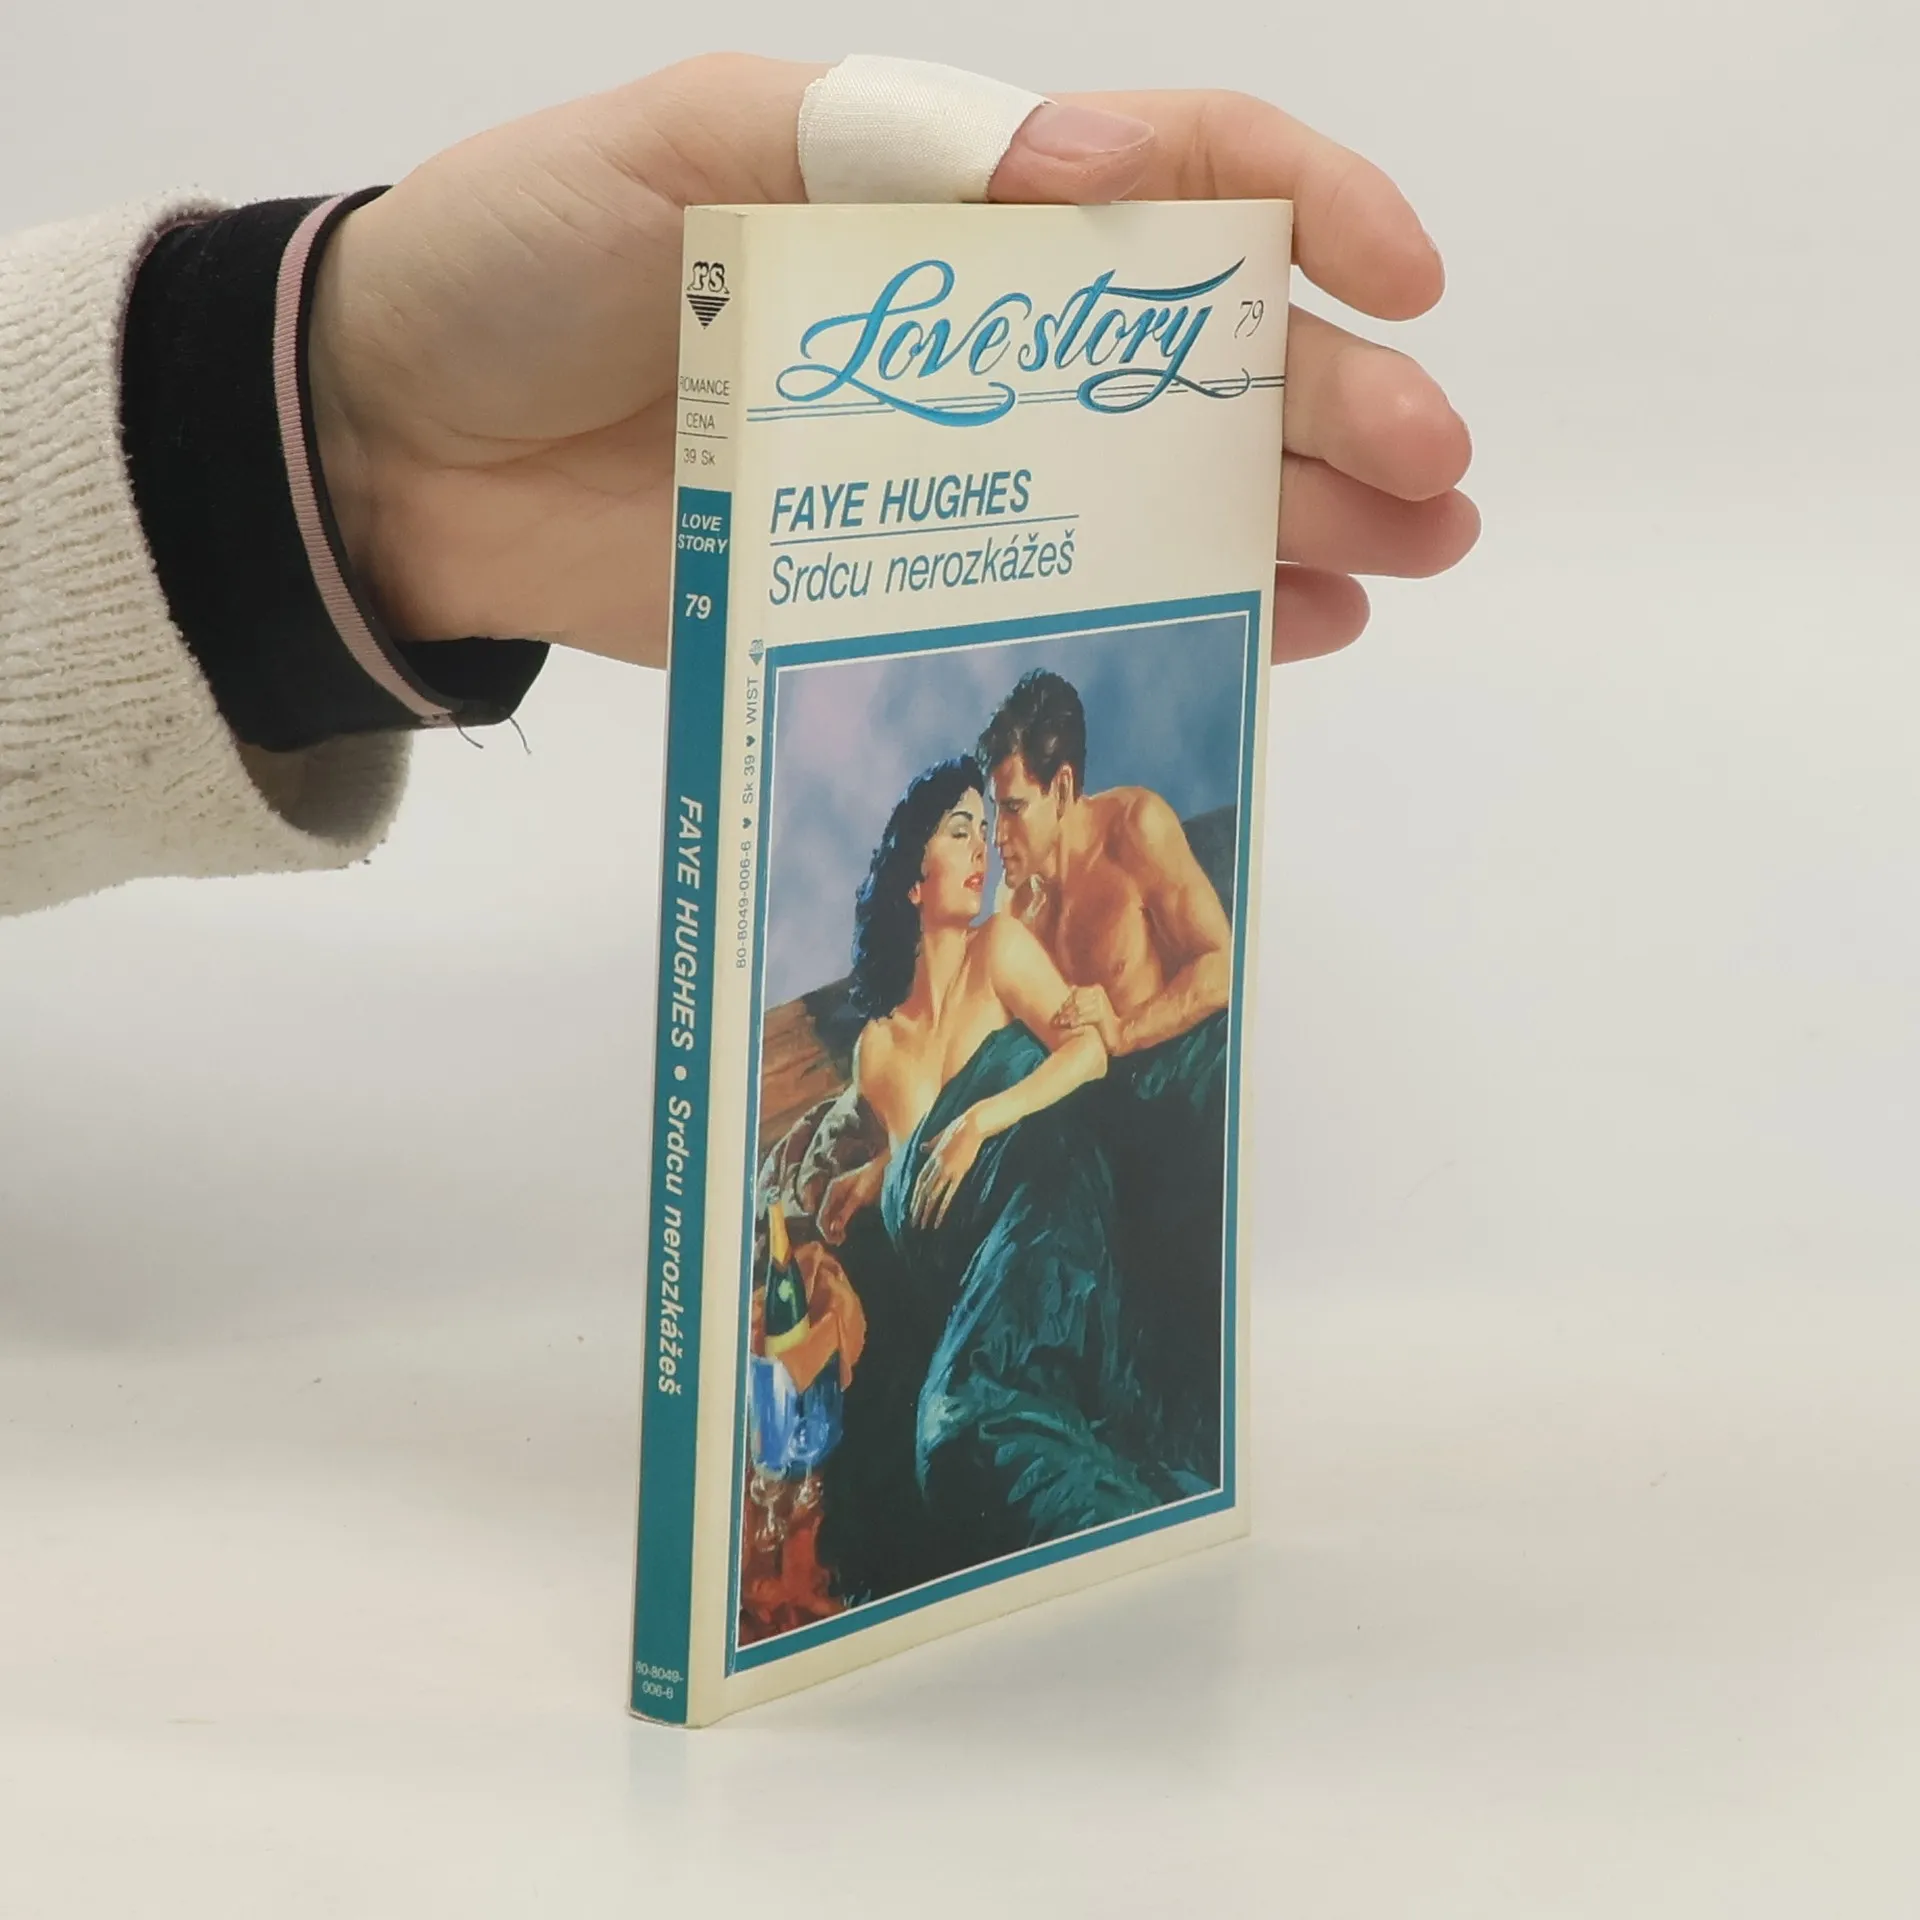 rs
ROMANCE
CENA
39 Sk
LOVE
STORY
79
FAYE HUGHES • Srdcu nerozkážeš
80-8049-
006-6
Love story 79
FAYE HUGHES
Srdcu nerozkážeš
80-8049-006-6 ♥ Sk 39 ♥ WIST